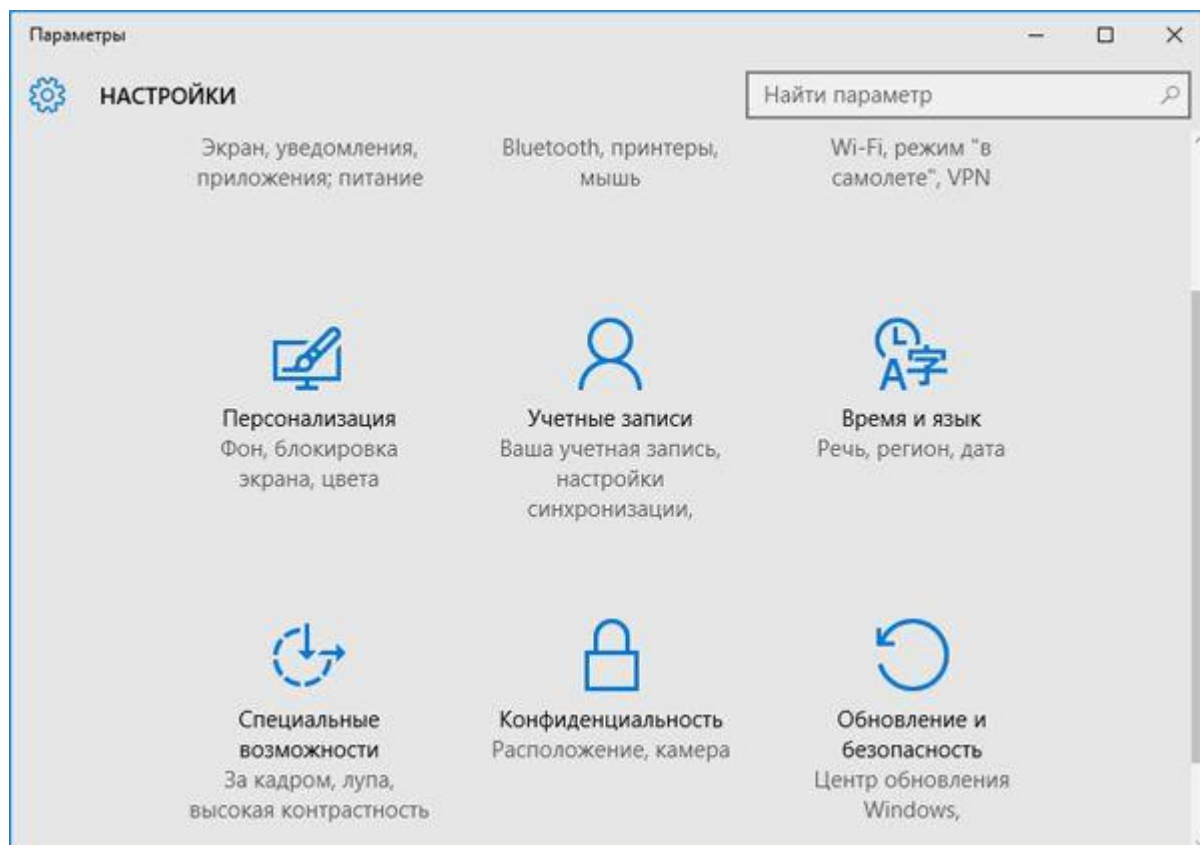 Параметры
НАСТРОЙКИ
Найти параметр
Экран, уведомления,
приложения; питание
Bluetooth, принтеры,
мышь
Wi-Fi, режим "в
самолете", VPN
Персонализация
Фон, блокировка
экрана, цвета
Учетные записи
Ваша учетная запись,
настройки
синхронизации,
Время и язык
Речь, регион, дата
Специальные
возможности
За кадром, лупа,
высокая контрастность
Конфиденциальность
Расположение, камера
Обновление и
безопасность
Центр обновления
Windows,